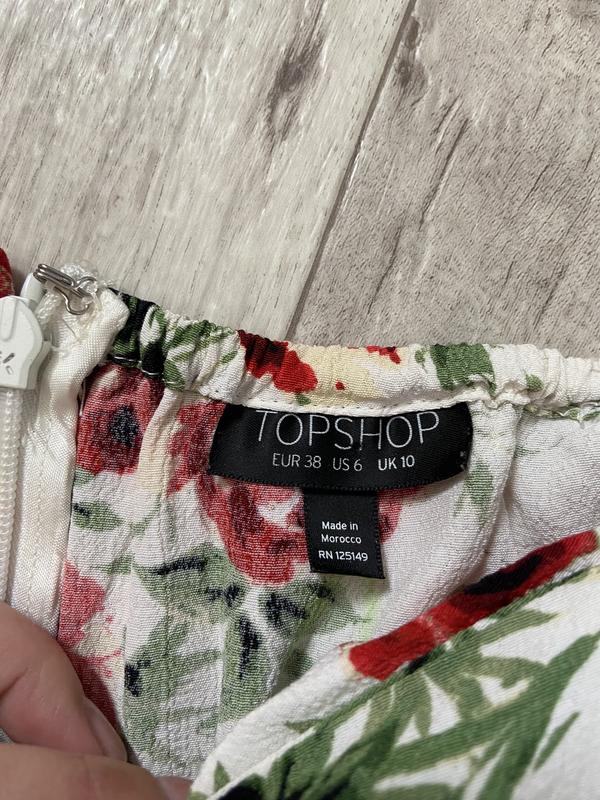 TOPSHOP
EUR 38 US 6 UK 10
Made in
Morocco
RN 125149